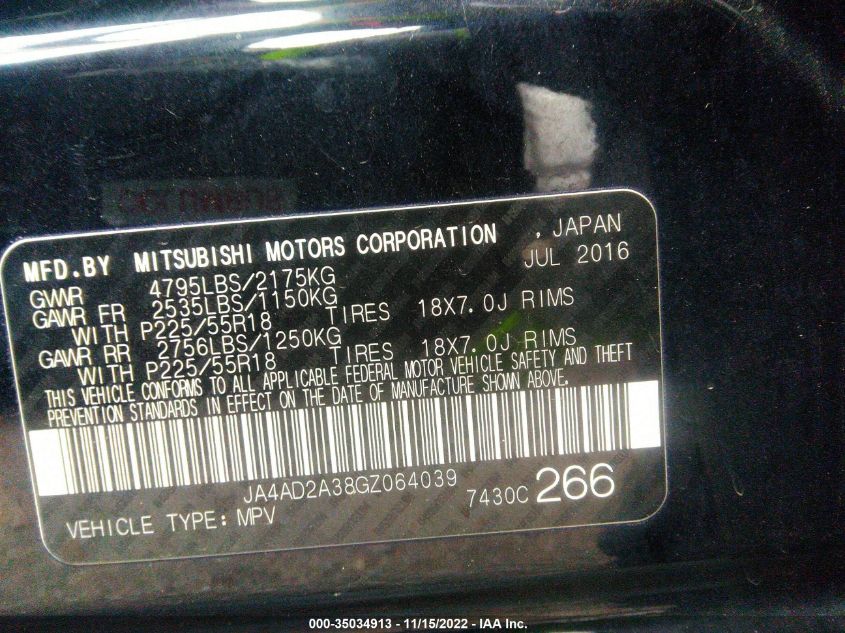 MFD.BY MITSUBISHI MOTORS CORPORATION , JAPAN
JUL 2016
GVWR 4795LBS/2175KG
GAWR FR 2535LBS/1150KG
WITH P225/55R18 TIRES 18X7.0J RIMS
GAWR RR 2756LBS/1250KG
WITH P225/55R18 TIRES 18X7.0J RIMS
THIS VEHICLE CONFORMS TO ALL APPLICABLE FEDERAL MOTOR VEHICLE SAFETY AND THEFT
PREVENTION STANDARDS IN EFFECT ON THE DATE OF MANUFACTURE SHOWN ABOVE.
JA4AD2A38GZ064039
7430C 266
VEHICLE TYPE: MPV
000-35034913 - 11/15/2022 - IAA Inc.